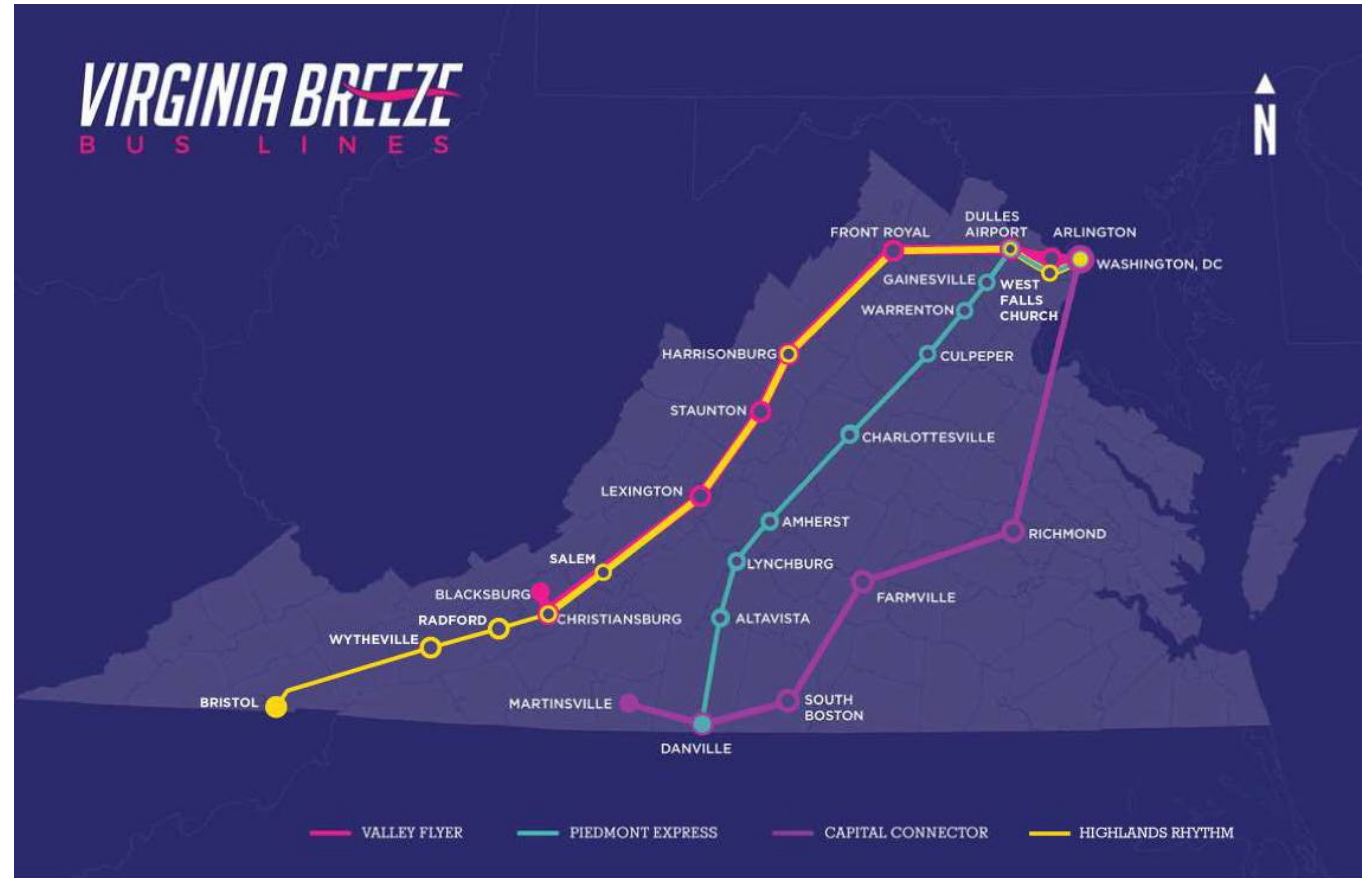 VIRGINIA BREEZE
BUS LINES
N
DULLES
AIRPORT
ARLINGTON
FRONT ROYAL
WASHINGTON, DC
GAINESVILLE
WEST
FALLS
CHURCH
WARRENTON
HARRISONBURG
CULPEPER
STAUNTON
CHARLOTTESVILLE
LEXINGTON
AMHERST
RICHMOND
SALEM
LYNCHBURG
BLACKSBURG
FARMVILLE
RADFORD
CHRISTIANSBURG
ALTAVISTA
WYTHEVILLE
BRISTOL
MARTINSVILLE
SOUTH
BOSTON
DANVILLE
VALLEY FLYER
PIEDMONT EXPRESS
CAPITAL CONNECTOR
HIGHLANDS RHYTHM